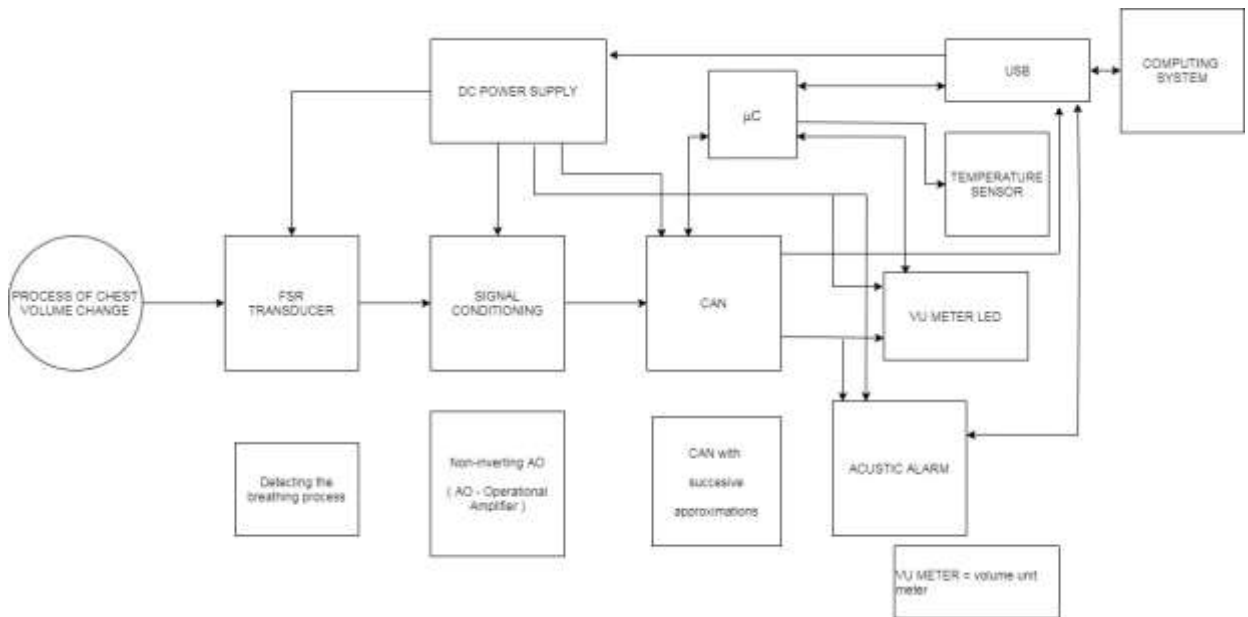 DC POWER SUPPLY
USB
COMPUTING
SYSTEM
μC
TEMPERATURE
SENSOR
PROCESS OF CHEST
VOLUME CHANGE
FSR
TRANSDUCER
SIGNAL
CONDITIONING
CAN
VU METER LED
Detecting the
breathing process
Non-inverting AO
( AO - Operational
Amplifier )
CAN with
succesive
approximations
ACUSTIC ALARM
VU METER = volume unit
meter